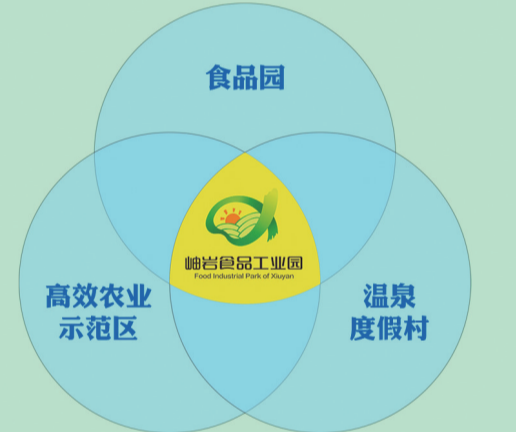 食品园
岫岩食品工业园
Food Industrial Park of Xiuyan
高效农业
示范区
温泉
度假村